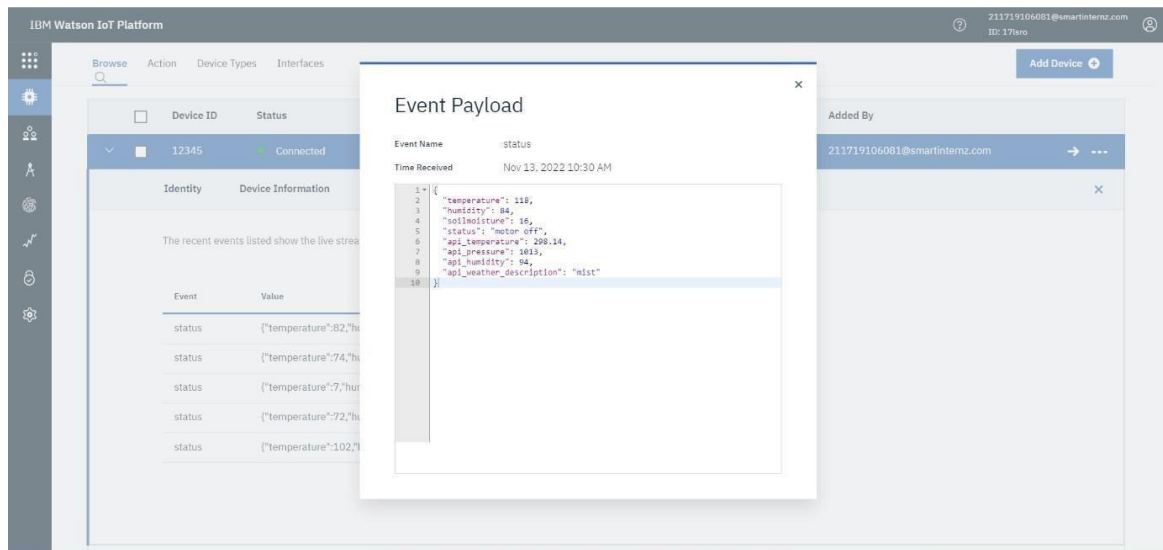 IBM Watson IoT Platform
211719106081@smartinternz.com
ID: 17lsro
Browse Action Device Types Interfaces
Add Device
Device ID Status Added By
12345 Connected 211719106081@smartinternz.com
Identity Device Information
The recent events listed show the live strea
Event Value
status {"temperature":82,"hu
status {"temperature":74,"hu
status {"temperature":7,"hur
status {"temperature":72,"hu
status {"temperature":102,"h
Event Payload
Event Name status
Time Received Nov 13, 2022 10:30 AM
1 {
2 "temperature": 118,
3 "humidity": 84,
4 "soilmoisture": 16,
5 "status": "motor off",
6 "api_temperature": 298.14,
7 "api_pressure": 1013,
8 "api_humidity": 94,
9 "api_weather_description": "mist"
10 }